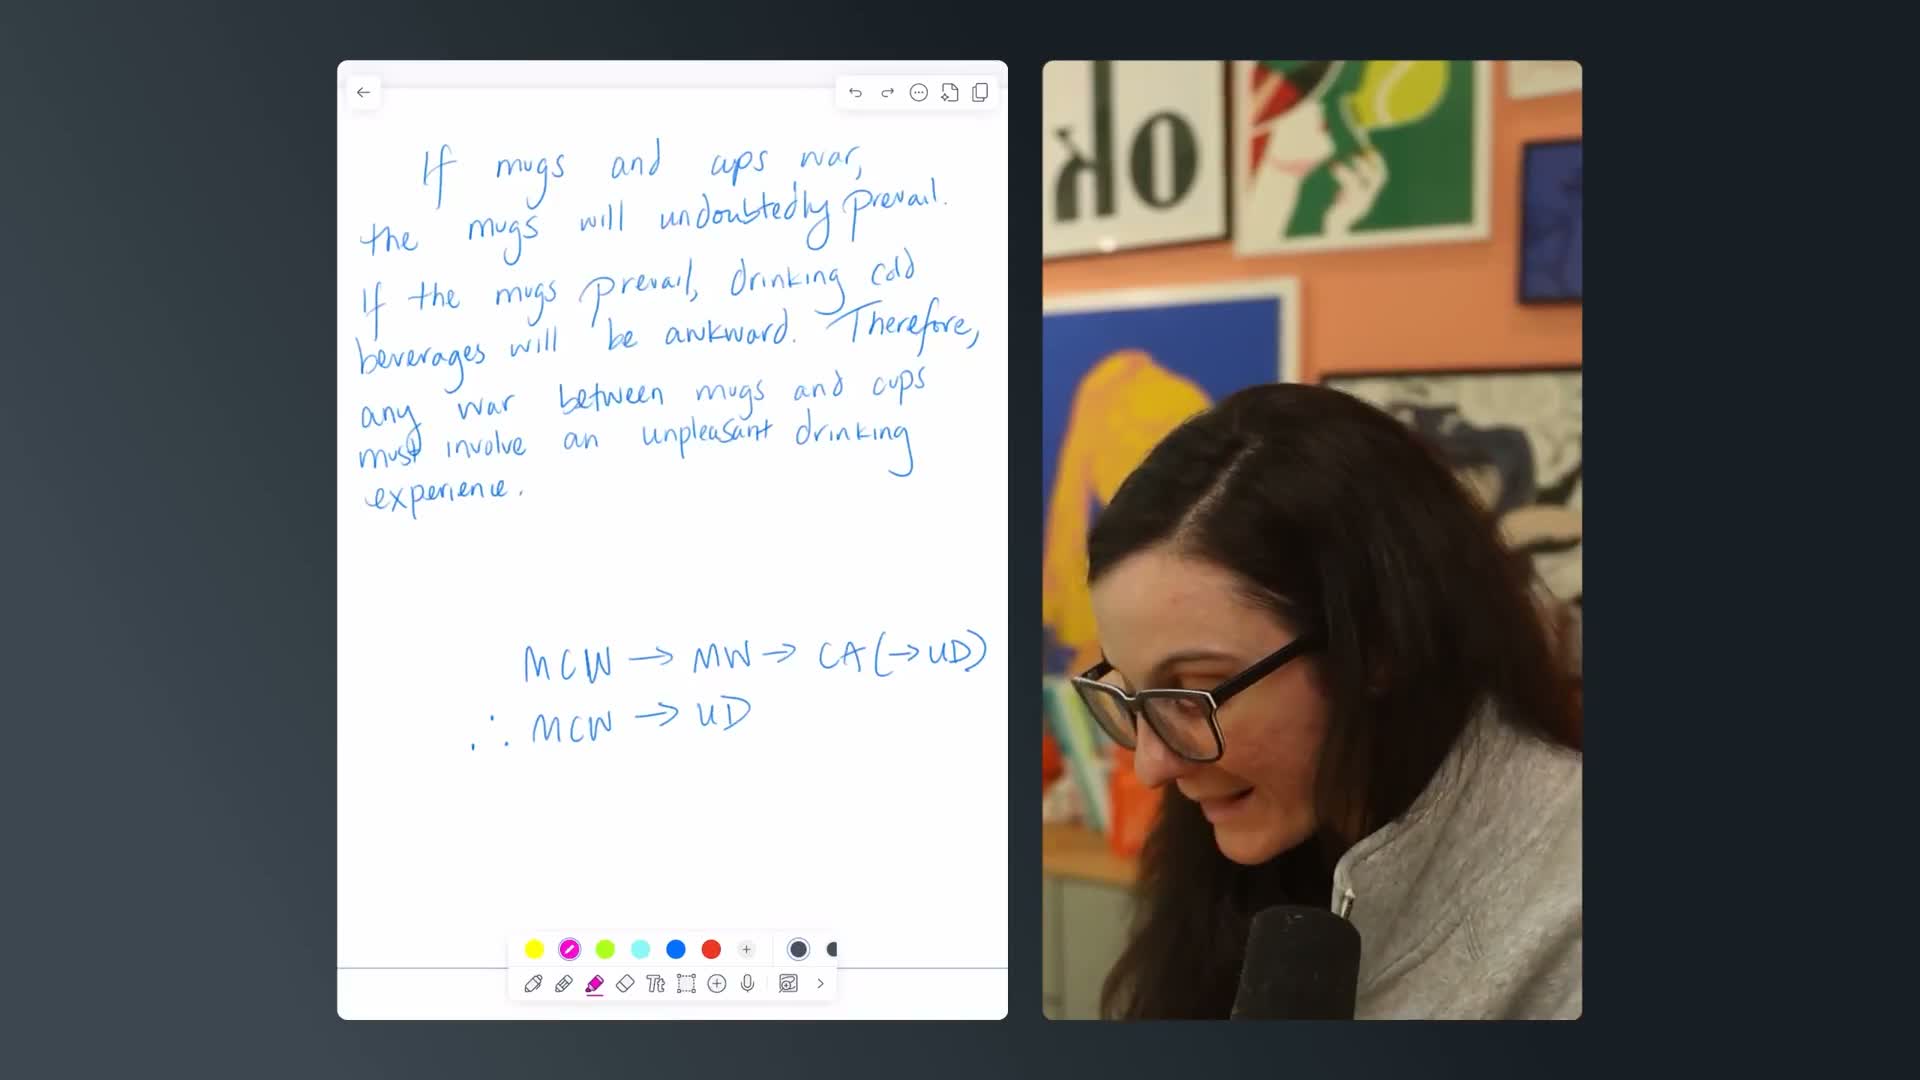 If mugs and cups war,
the mugs will undoubtedly prevail.
If the mugs prevail, drinking cold
beverages will be awkward. Therefore,
any war between mugs and cups
must involve an unpleasant drinking
experience.
MCW → MW → CA (→ UD)
∴ MCW → UD
Tt
ok